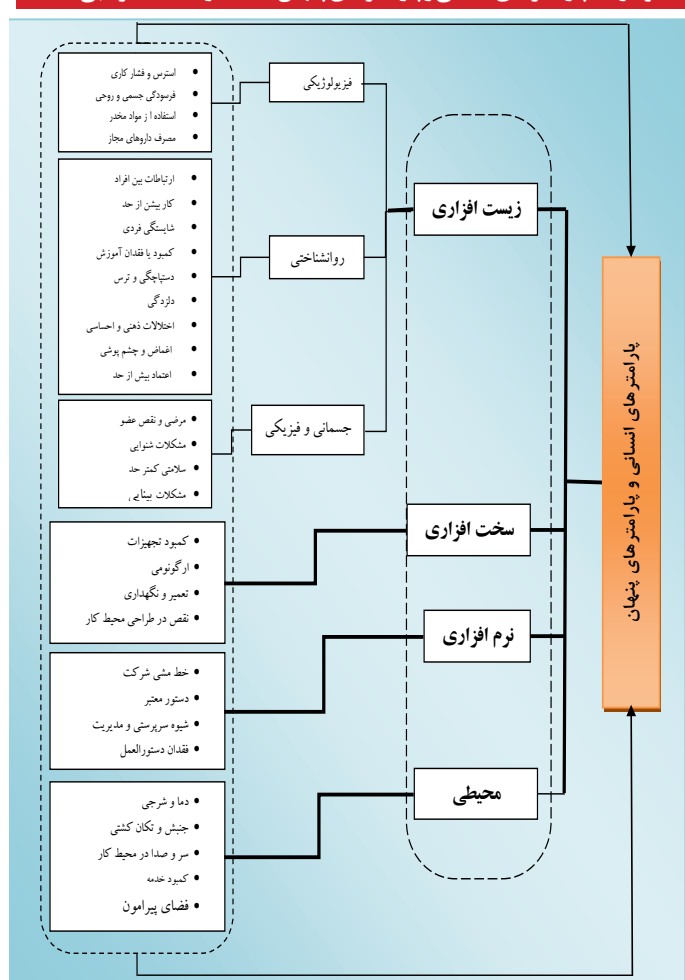 پارامترهای انسانی و پارامترهای پنهان
زیست افزاری
فیزیولوژیکی
استرس و فشار کاری
فرسودگی جسمی و روحی
استفاده ا ز مواد مخدر
مصرف داروهای مجاز
روانشناختی
ارتباطات بین افراد
کار بیشن از حد
شایستگی فردی
کمبود یا فقدان آموزش
دستپاچگی و ترس
دلزدگی
اختلالات ذهنی و احساسی
اغماض و چشم پوشی
اعتماد بیش از حد
جسمانی و فیزیکی
مرضی و نقص عضو
مشکلات شنوایی
سلامتی کمتر حد
مشکلات بینایی
سخت افزاری
کمبود تجهیزات
ارگونومی
تعمیر و نگهداری
نقص در طراحی محیط کار
نرم افزاری
خط مشی شرکت
دستور معتبر
شیوه سرپرستی و مدیریت
فقدان دستورالعمل
محیطی
دما و شرجی
جنبش و تکان کشتی
سر و صدا در محیط کار
کمبود خدمه
فضای پیرامون